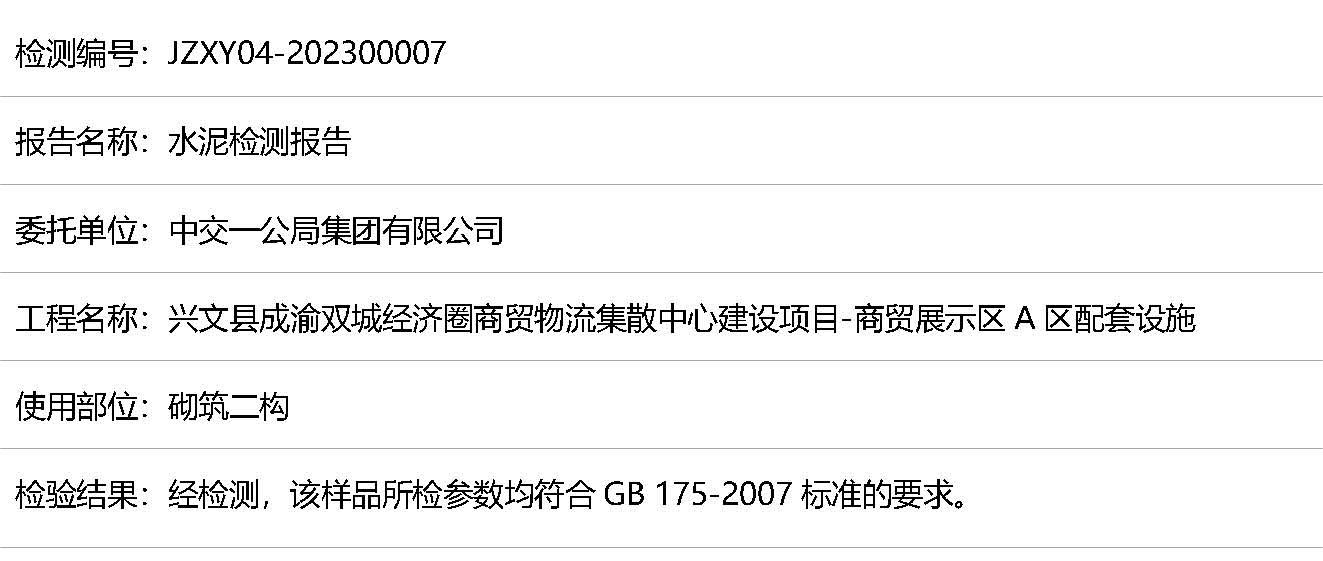 检测编号：JZXY04-202300007
报告名称：水泥检测报告
委托单位：中交一公局集团有限公司
工程名称：兴文县成渝双城经济圈商贸物流集散中心建设项目-商贸展示区 A 区配套设施
使用部位：砌筑二构
检验结果：经检测，该样品所检参数均符合 GB 175-2007 标准的要求。